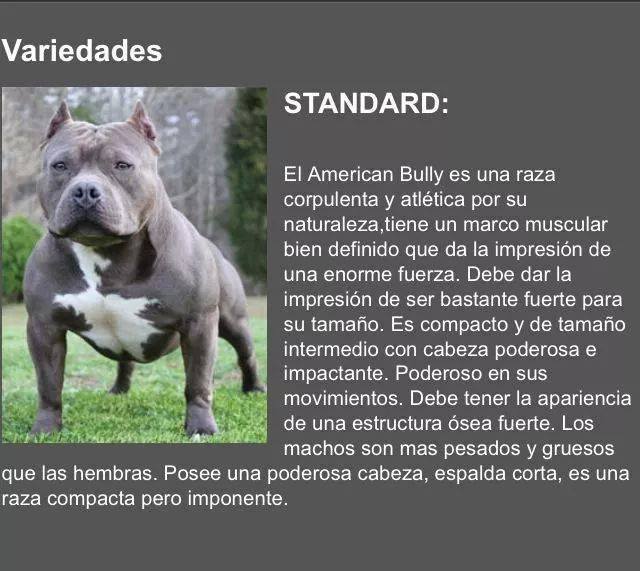 Variedades
STANDARD:
El American Bully es una raza
corpulenta y atlética por su
naturaleza,tiene un marco muscular
bien definido que da la impresión de
una enorme fuerza. Debe dar la
impresión de ser bastante fuerte para
su tamaño. Es compacto y de tamaño
intermedio con cabeza poderosa e
impactante. Poderoso en sus
movimientos. Debe tener la apariencia
de una estructura ósea fuerte. Los
machos son mas pesados y gruesos
que las hembras. Posee una poderosa cabeza, espalda corta, es una
raza compacta pero imponente.